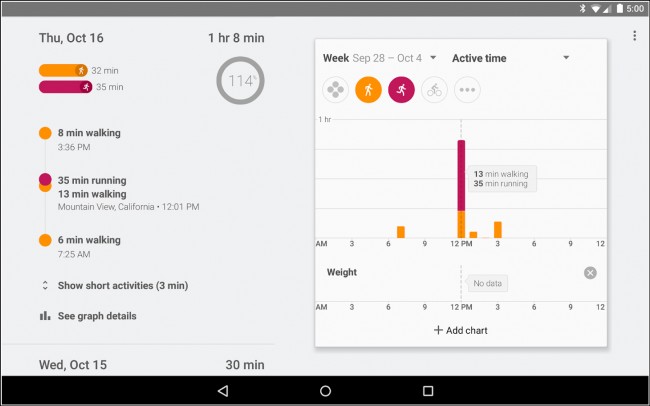 5:00
Thu, Oct 16 1 hr 8 min
32 min
35 min
114%
8 min walking
3:36 PM
35 min running
13 min walking
Mountain View, California • 12:01 PM
6 min walking
7:25 AM
Show short activities (3 min)
See graph details
Wed, Oct 15 30 min
Week Sep 28 – Oct 4 Active time
1 hr
13 min walking
35 min running
AM 3 6 9 12 PM 3 6 9 12
Weight
No data
AM 3 6 9 12 PM 3 6 9 12
+ Add chart